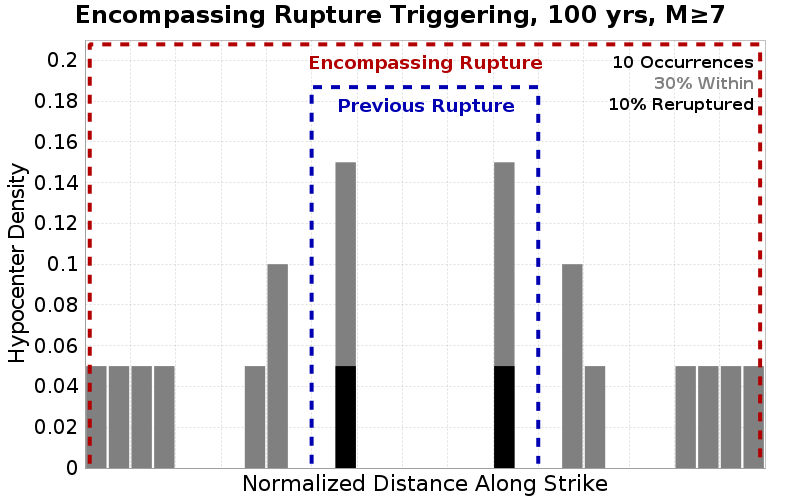 Encompassing Rupture Triggering, 100 yrs, M≥7
Encompassing Rupture
Previous Rupture
10 Occurrences
30% Within
10% Reruptured
Hypocenter Density
0.2
0.18
0.16
0.14
0.12
0.1
0.08
0.06
0.04
0.02
0
Normalized Distance Along Strike